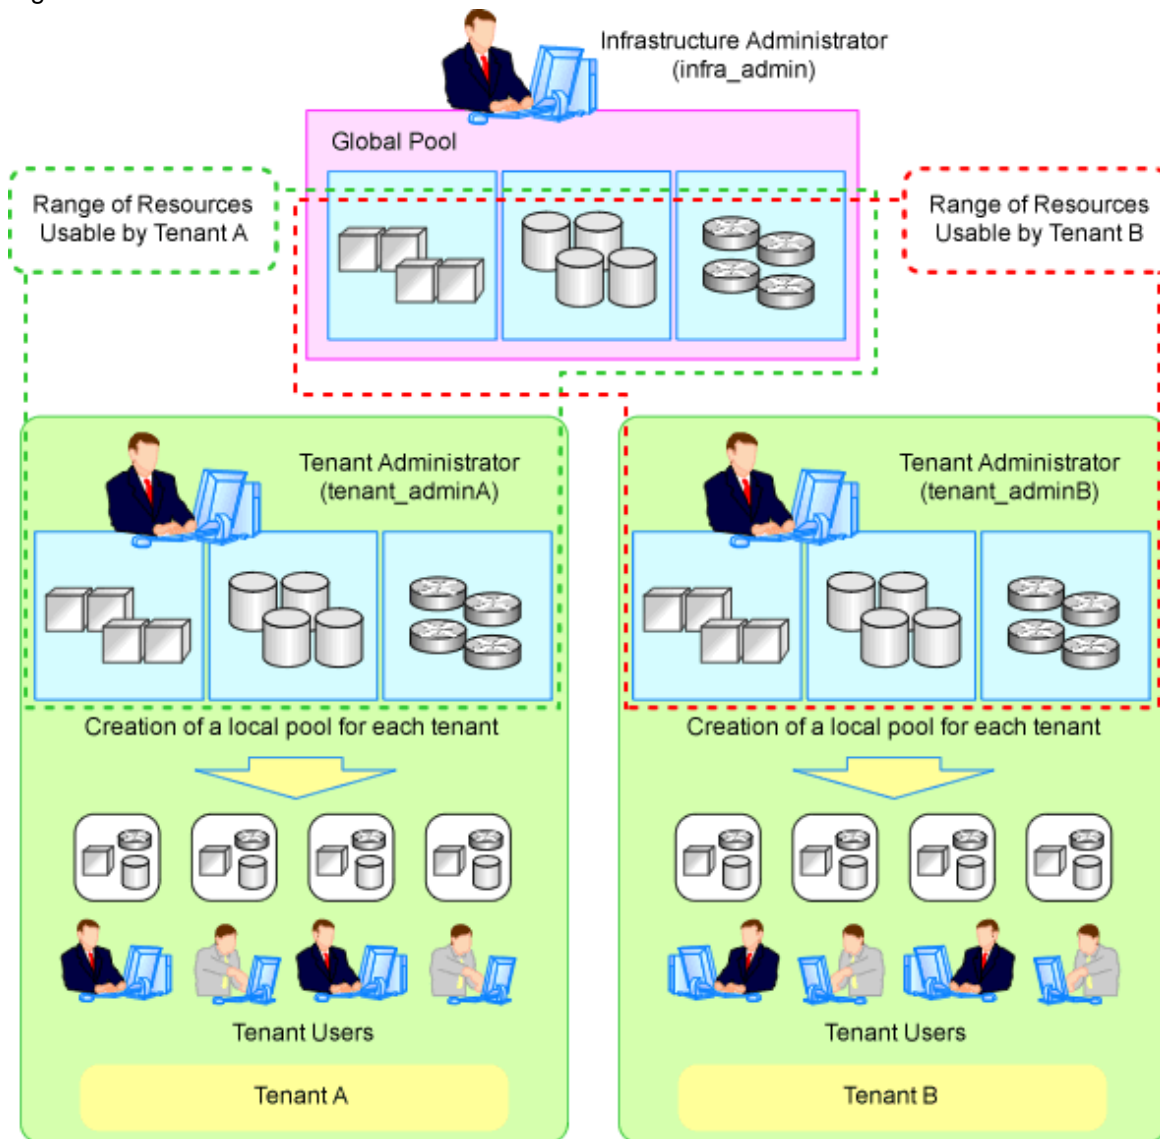 Infrastructure Administrator
(infra_admin)
Global Pool
Range of Resources
Usable by Tenant A
Range of Resources
Usable by Tenant B
Tenant Administrator
(tenant_adminA)
Tenant Administrator
(tenant_adminB)
Creation of a local pool for each tenant
Creation of a local pool for each tenant
Tenant Users
Tenant Users
Tenant A
Tenant B